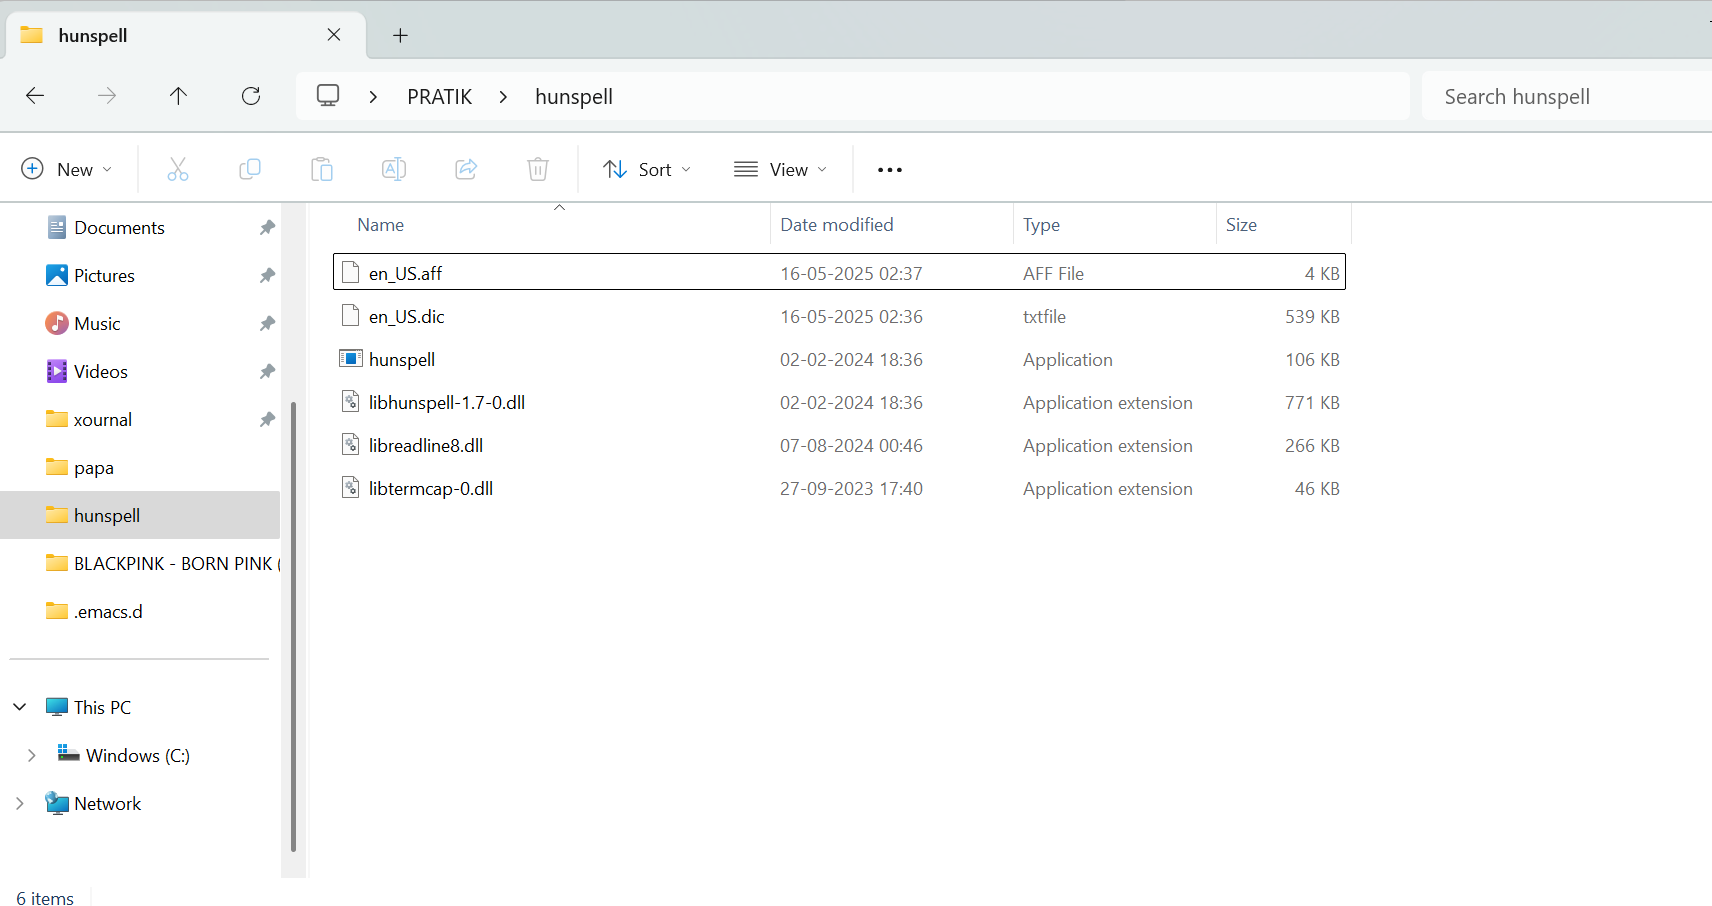 hunspell
PRATIK hunspell
Search hunspell
New
Sort
View
Documents
Pictures
Music
Videos
xournal
papa
hunspell
BLACKPINK - BORN PINK (
.emacs.d
This PC
Windows (C:)
Network
Name Date modified Type Size
en_US.aff 16-05-2025 02:37 AFF File 4 KB
en_US.dic 16-05-2025 02:36 txtfile 539 KB
hunspell 02-02-2024 18:36 Application 106 KB
libhunspell-1.7-0.dll 02-02-2024 18:36 Application extension 771 KB
libreadline8.dll 07-08-2024 00:46 Application extension 266 KB
libtermcap-0.dll 27-09-2023 17:40 Application extension 46 KB
6 items